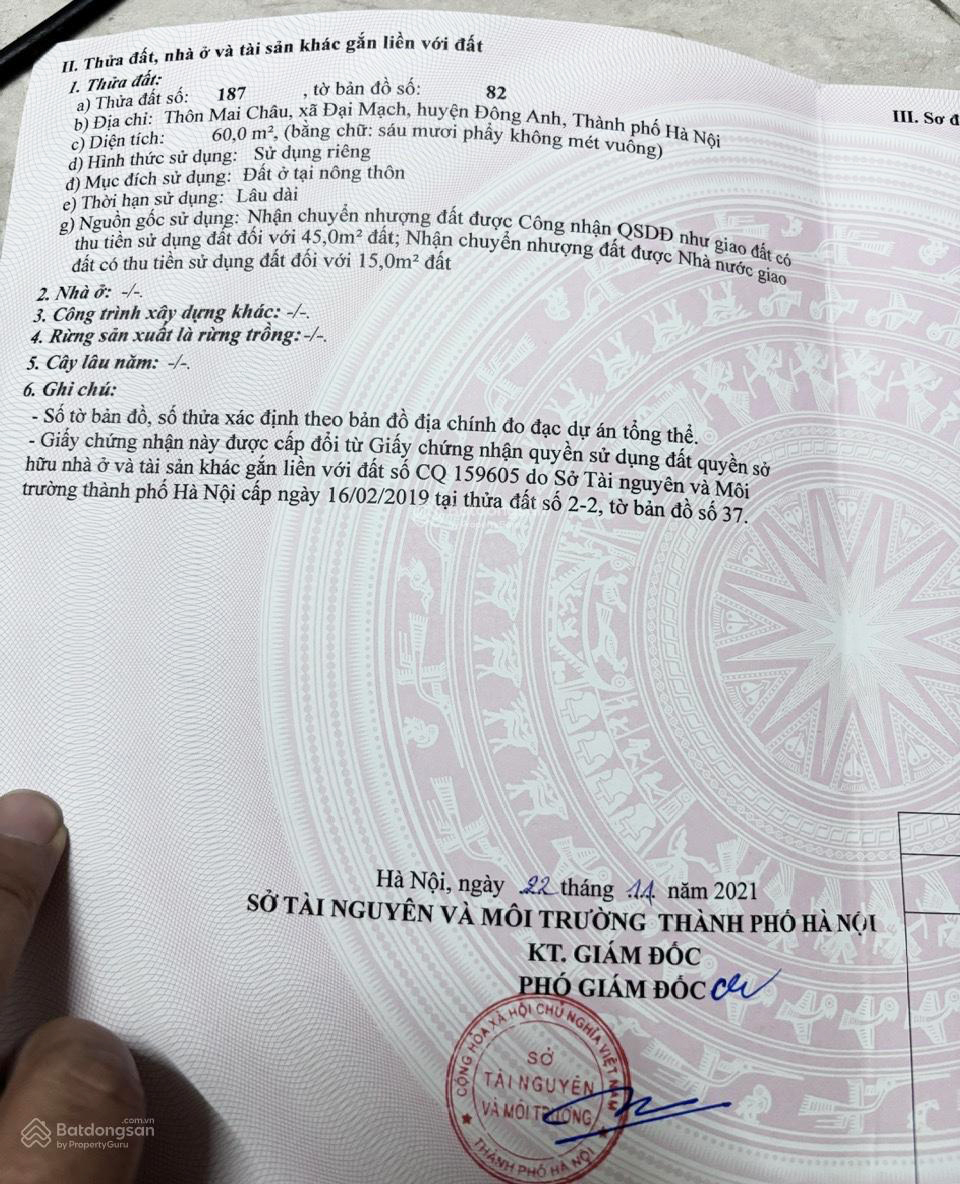 II. Thửa đất, nhà ở và tài sản khác gắn liền với đất
1. Thửa đất:
a) Thửa đất số: 187 , tờ bản đồ số: 82
b) Địa chỉ: Thôn Mai Châu, xã Đại Mạch, huyện Đông Anh, Thành phố Hà Nội
c) Diện tích: 60,0 m², (bằng chữ: sáu mươi phẩy không mét vuông)
d) Hình thức sử dụng: Sử dụng riêng
đ) Mục đích sử dụng: Đất ở tại nông thôn
e) Thời hạn sử dụng: Lâu dài
g) Nguồn gốc sử dụng: Nhận chuyển nhượng đất được Công nhận QSDĐ như giao đất có
thu tiền sử dụng đất đối với 45,0m² đất; Nhận chuyển nhượng đất được Nhà nước giao
đất có thu tiền sử dụng đất đối với 15,0m² đất
2. Nhà ở: -/-.
3. Công trình xây dựng khác: -/-.
4. Rừng sản xuất là rừng trồng: -/-.
5. Cây lâu năm: -/-.
6. Ghi chú:
- Số tờ bản đồ, số thửa xác định theo bản đồ địa chính đo đạc dự án tổng thể.
- Giấy chứng nhận này được cấp đổi từ Giấy chứng nhận quyền sử dụng đất quyền sở
hữu nhà ở và tài sản khác gắn liền với đất số CQ 159605 do Sở Tài nguyên và Môi
trường thành phố Hà Nội cấp ngày 16/02/2019 tại thửa đất số 2-2, tờ bản đồ số 37.
III. Sơ đ
by PropertyGuru
Hà Nội, ngày 22 tháng 11 năm 2021
SỞ TÀI NGUYÊN VÀ MÔI TRƯỜNG THÀNH PHỐ HÀ NỘI
KT. GIÁM ĐỐC
PHÓ GIÁM ĐỐC
CỘNG HÒA XÃ HỘI CHỦ NGHĨA VIỆT NAM
SỞ
TÀI NGUYÊN
VÀ MÔI TRƯỜNG
THÀNH PHỐ HÀ NỘI
Batdongsan.com.vn
by PropertyGuru